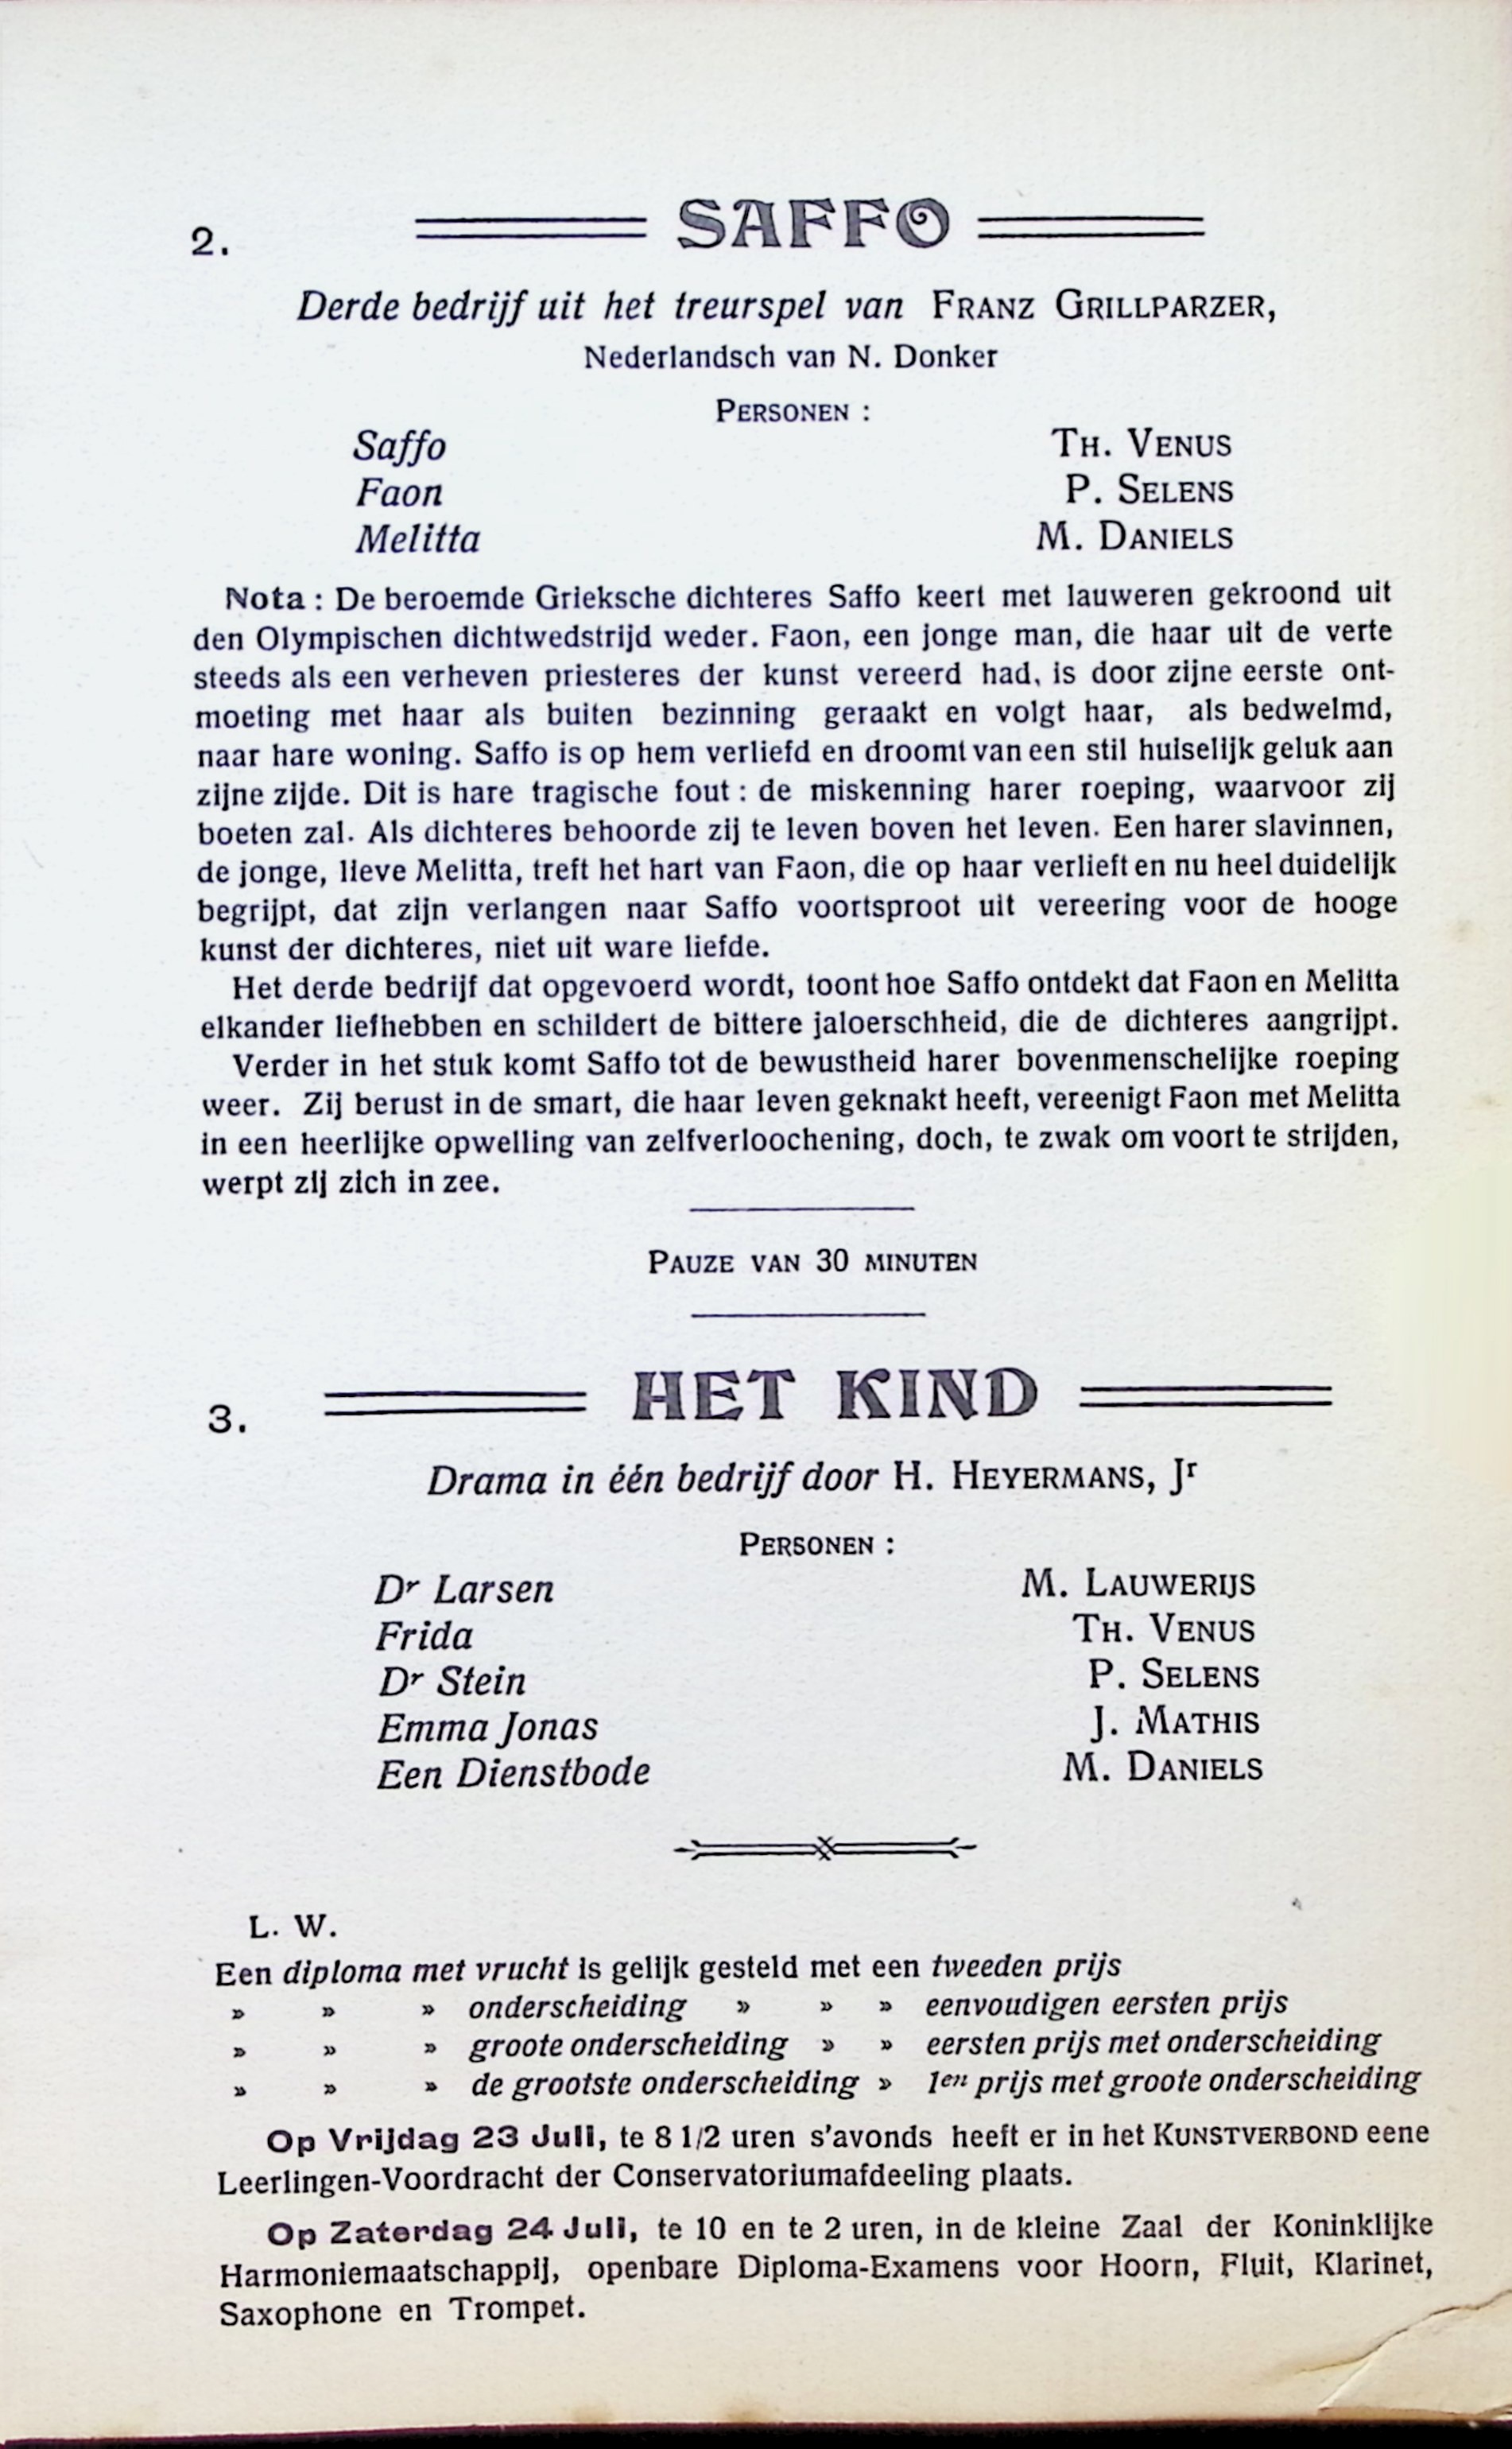 2. SAFFO
Derde bedrijf uit het treurspel van FRANZ GRILLPARZER,
Nederlandsch van N. Donker
PERSONEN :
Saffo TH. VENUS
Faon P. SELENS
Melitta M. DANIELS
Nota : De beroemde Grieksche dichteres Saffo keert met lauweren gekroond uit
den Olympischen dichtwedstrijd weder. Faon, een jonge man, die haar uit de verte
steeds als een verheven priesteres der kunst vereerd had, is door zijne eerste ont-
moeting met haar als buiten bezinning geraakt en volgt haar, als bedwelmd,
naar hare woning. Saffo is op hem verliefd en droomt van een stil huiselijk geluk aan
zijne zijde. Dit is hare tragische fout : de miskenning harer roeping, waarvoor zij
boeten zal. Als dichteres behoorde zij te leven boven het leven. Een harer slavinnen,
de jonge, lieve Melitta, treft het hart van Faon, die op haar verlieft en nu heel duidelijk
begrijpt, dat zijn verlangen naar Saffo voortsproot uit vereering voor de hooge
kunst der dichteres, niet uit ware liefde.
Het derde bedrijf dat opgevoerd wordt, toont hoe Saffo ontdekt dat Faon en Melitta
elkander liefhebben en schildert de bittere jaloerschheid, die de dichteres aangrijpt.
Verder in het stuk komt Saffo tot de bewustheid harer bovenmenschelijke roeping
weer. Zij berust in de smart, die haar leven geknakt heeft, vereenigt Faon met Melitta
in een heerlijke opwelling van zelfverloochening, doch, te zwak om voort te strijden,
werpt zij zich in zee.
PAUZE VAN 30 MINUTEN
3. HET KIND
Drama in één bedrijf door H. HEYERMANS, Jr
PERSONEN :
Dr Larsen M. LAUWERIJS
Frida TH. VENUS
Dr Stein P. SELENS
Emma Jonas J. MATHIS
Een Dienstbode M. DANIELS
L. W.
Een diploma met vrucht is gelijk gesteld met een tweeden prijs
» » » onderscheiding » » » eenvoudigen eersten prijs
» » » groote onderscheiding » » eersten prijs met onderscheiding
» » » de grootste onderscheiding » 1en prijs met groote onderscheiding
Op Vrijdag 23 Juli, te 8 1/2 uren s'avonds heeft er in het KUNSTVERBOND eene
Leerlingen-Voordracht der Conservatoriumafdeeling plaats.
Op Zaterdag 24 Juli, te 10 en te 2 uren, in de kleine Zaal der Koninklijke
Harmoniemaatschappij, openbare Diploma-Examens voor Hoorn, Fluit, Klarinet,
Saxophone en Trompet.